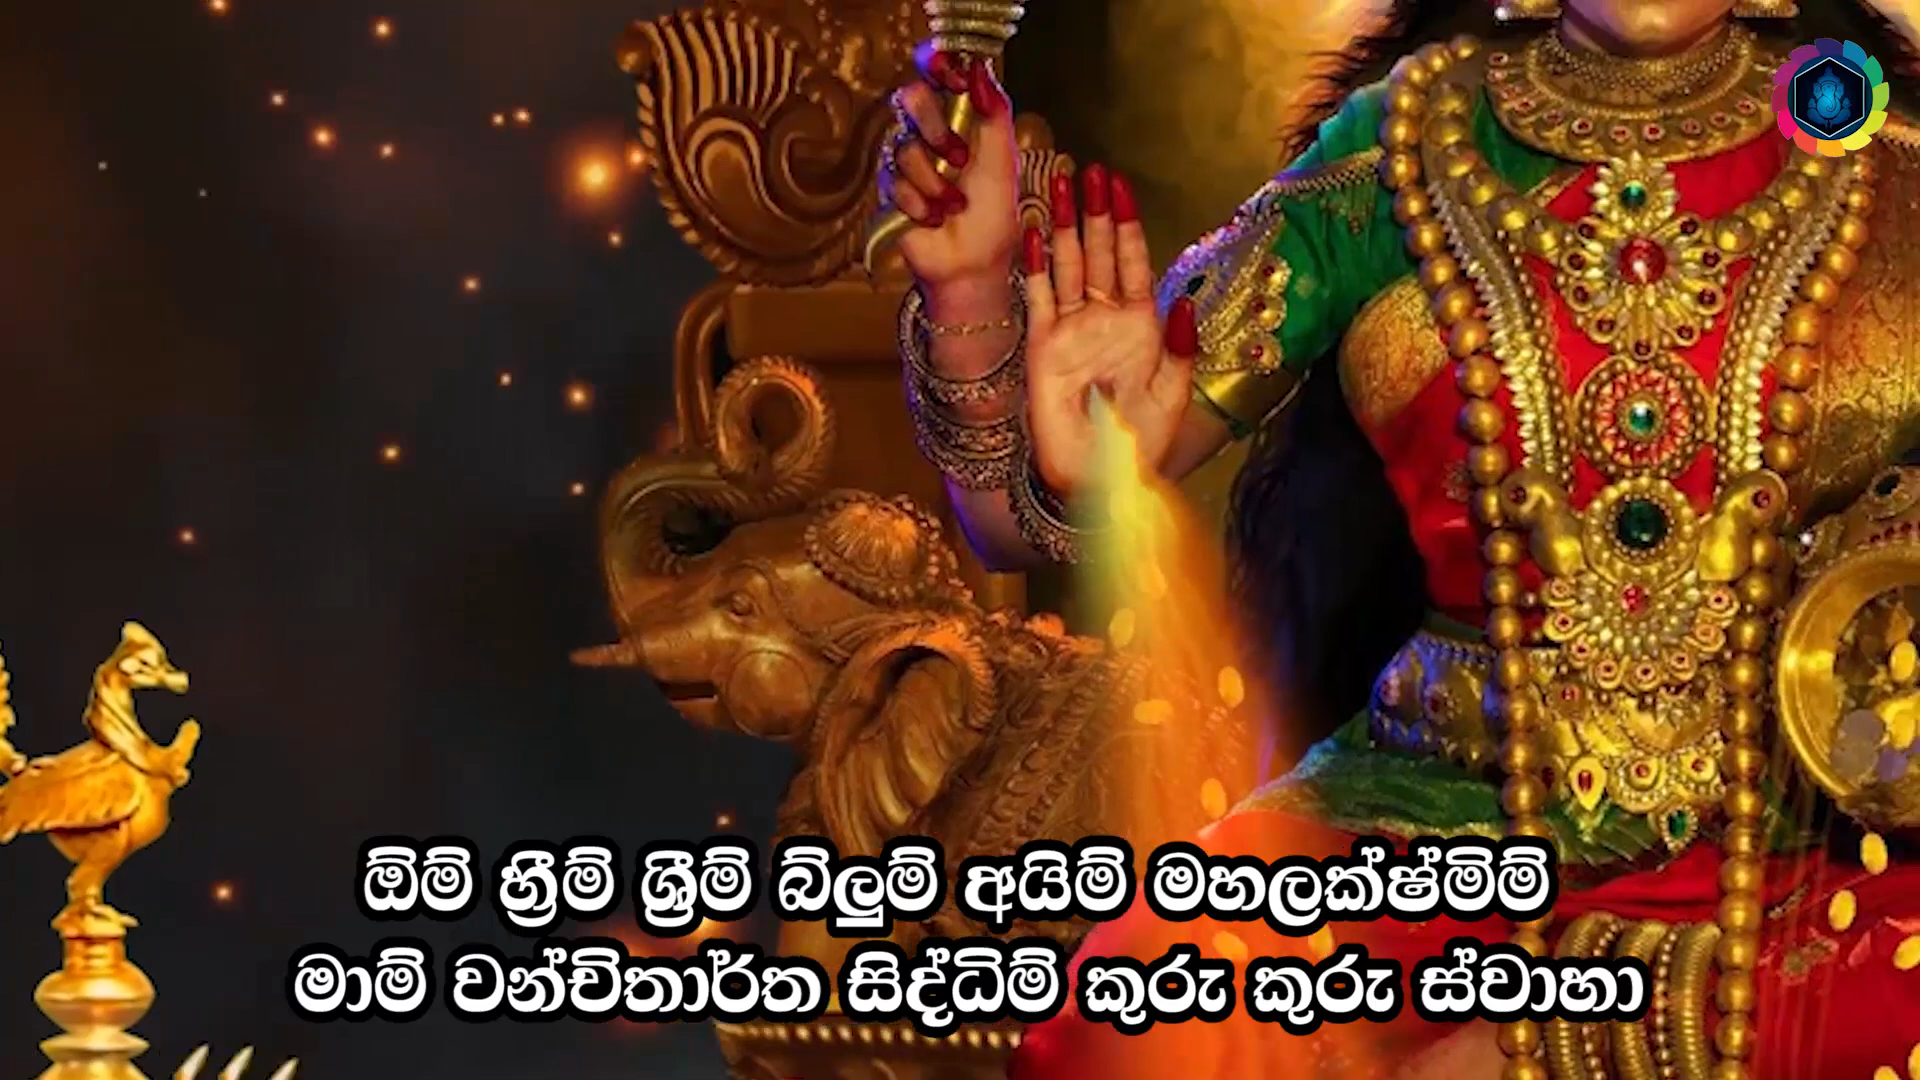 ඕම් හ්‍රීම් ශ්‍රීම් බ්ලුම් අයිම් මහලක්ෂ්මිම්
මාම් වන්චිතාර්ත සිද්ධිම් කුරු කුරු ස්වාහා